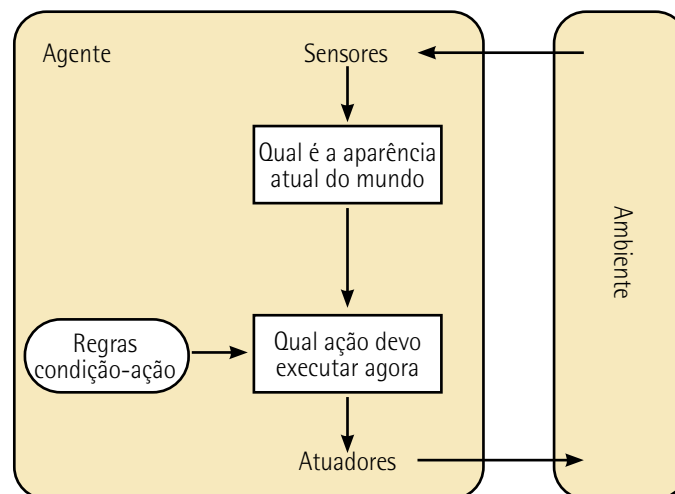 Agente
Sensores
Qual é a aparência
atual do mundo
Ambiente
Regras
condição-ação
Qual ação devo
executar agora
Atuadores